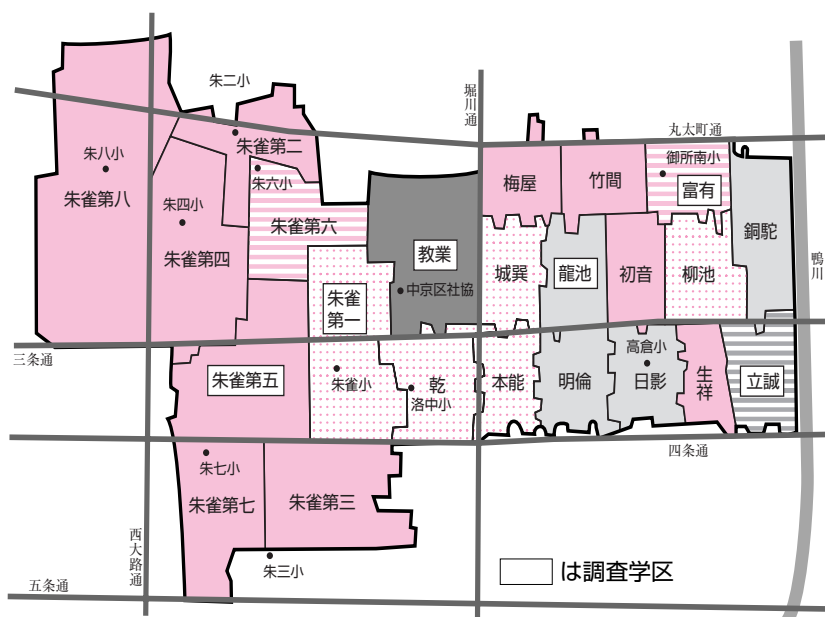 朱二小
堀
川
通
丸太町通
朱雀第二
朱八小
朱六小
御所南小
梅屋
竹間
富有
朱雀第八
朱四小
朱雀第六
銅駝
朱雀第四
教業
城巽
龍池
初音
柳池
鴨
川
朱雀
第一
中京区社協
三条通
朱雀第五
朱雀小
乾
洛中小
本能
明倫
高倉小
日影
生
祥
立誠
四条通
朱七小
朱雀第七
朱雀第三
西
大
路
通
朱三小
五条通
は調査学区